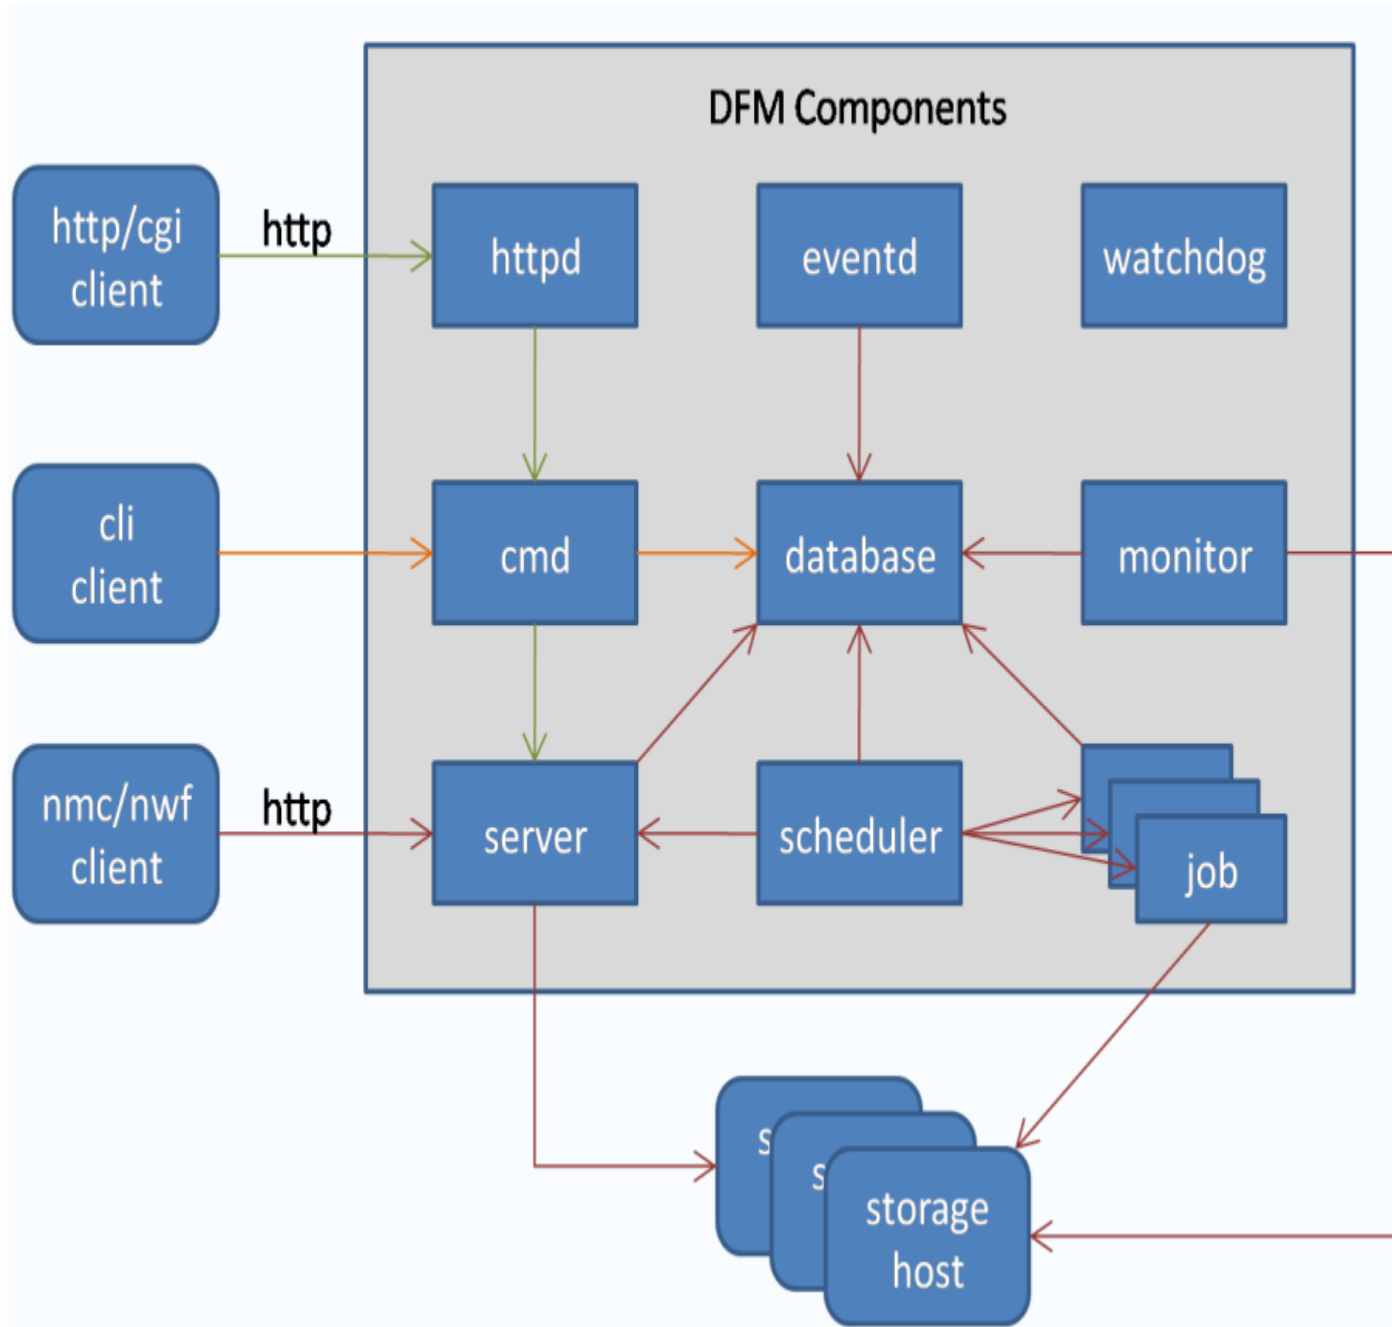 DFM Components
http/cgi
client
http
httpd
eventd
watchdog
cli
client
cmd
database
monitor
nmc/nwf
client
http
server
scheduler
job
s
s
storage
host